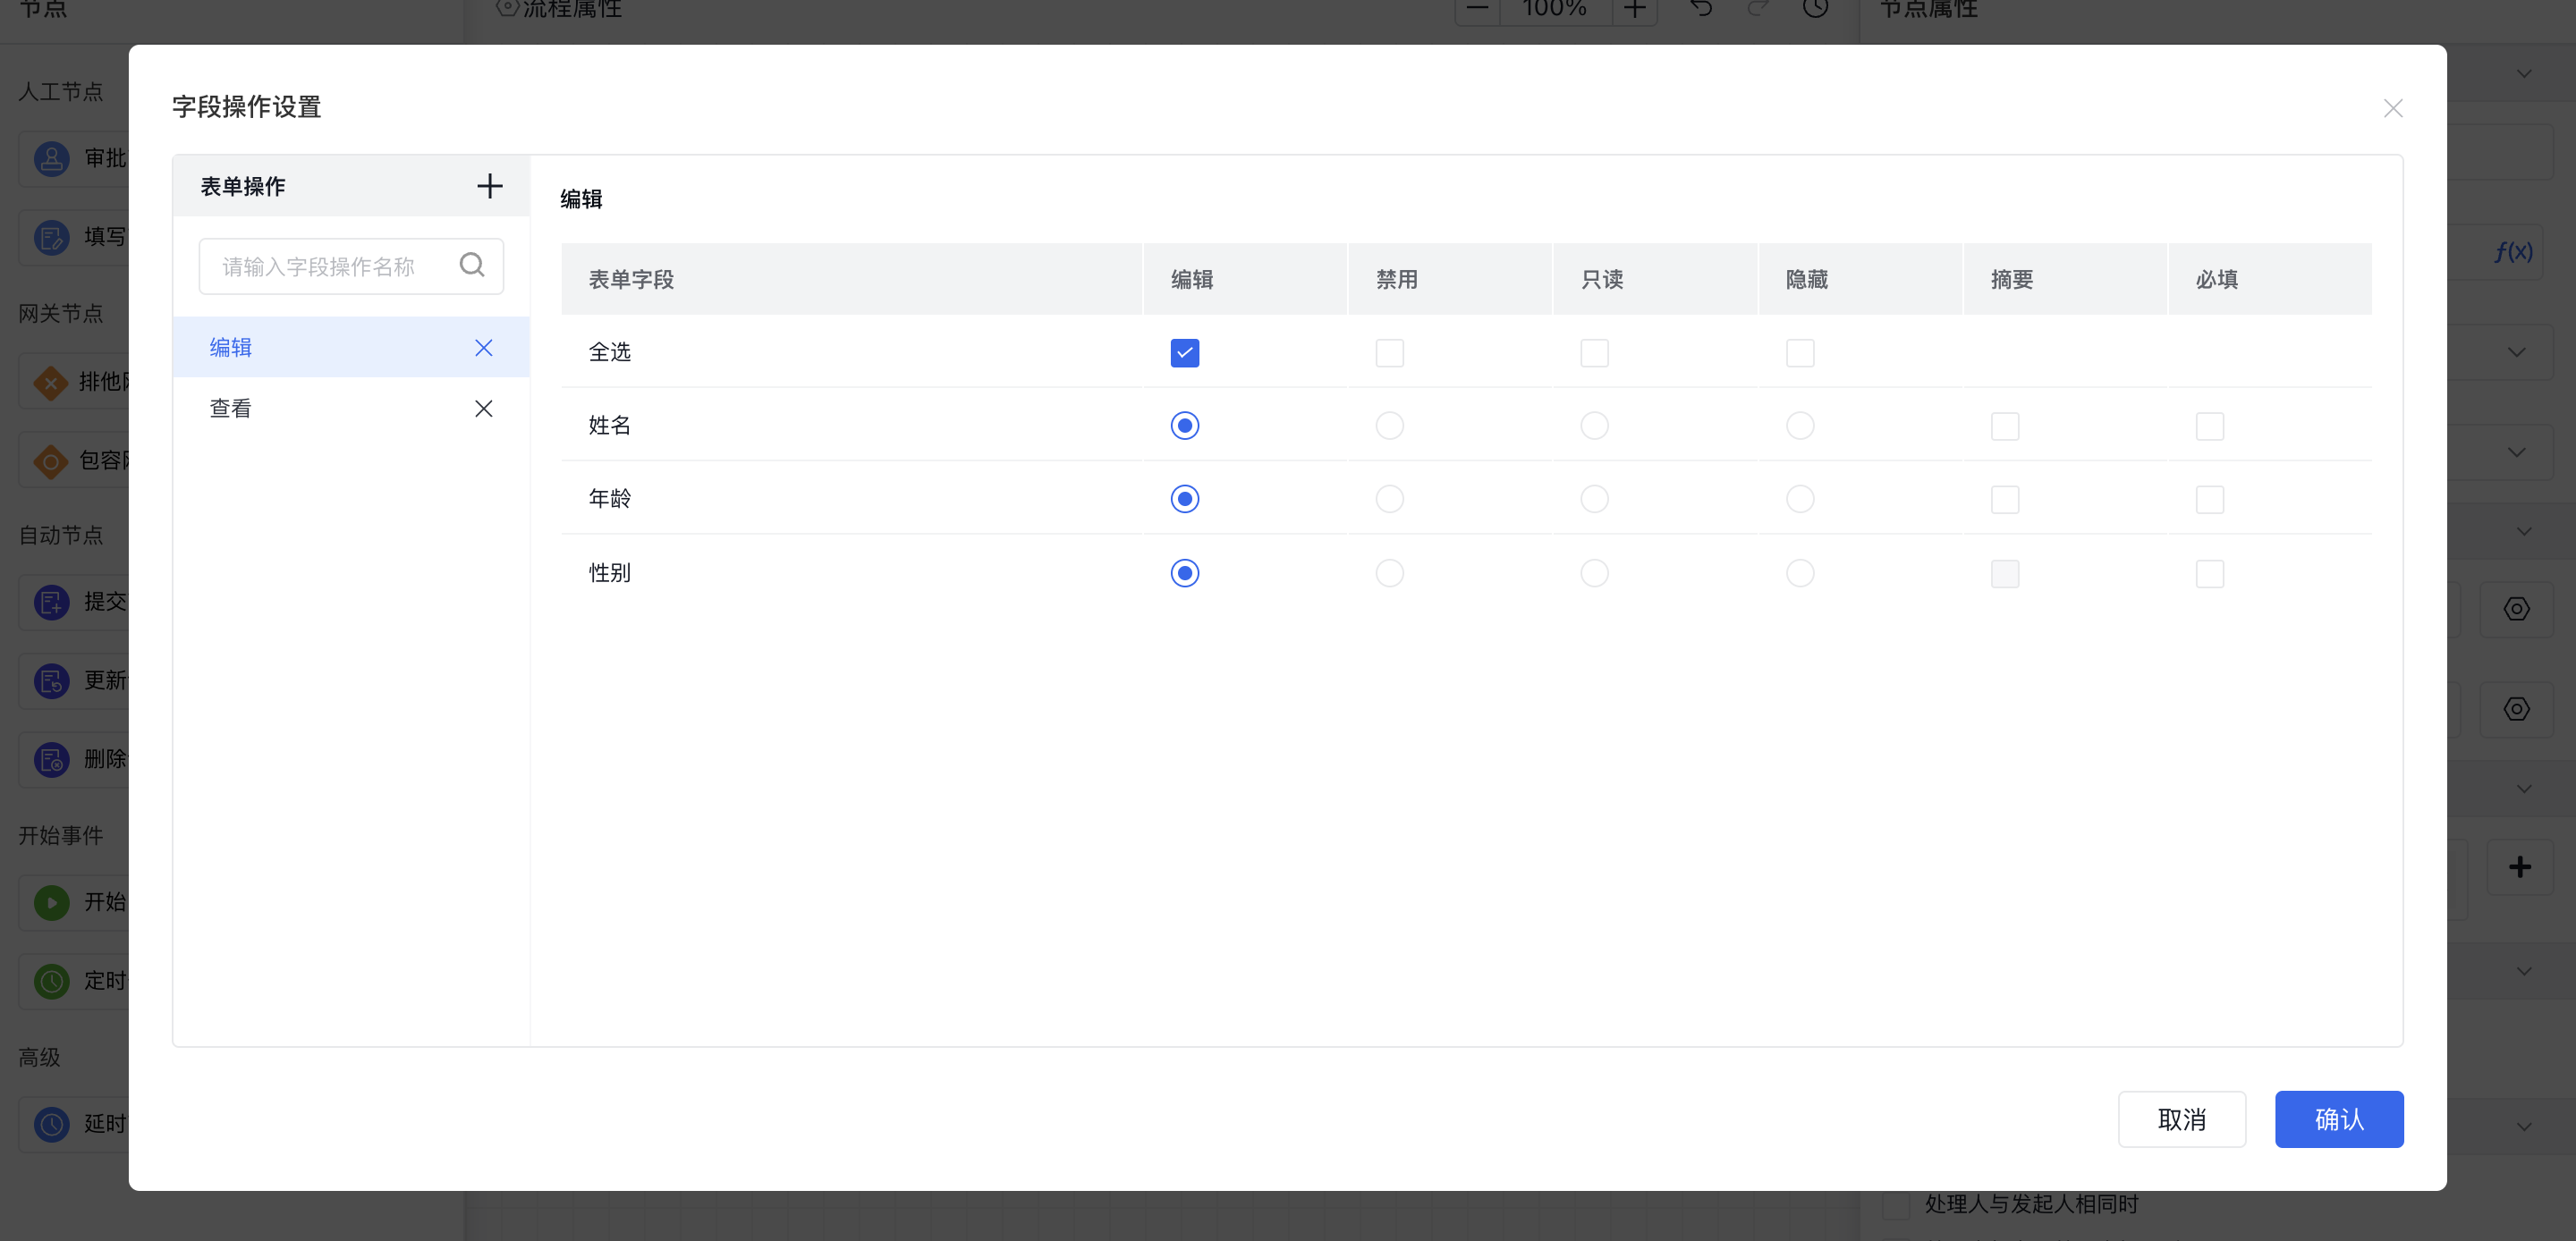 节点
流程属性
100%
节点属性
人工节点
审批
填写
网关节点
排他网
包容网
自动节点
提交
更新
删除
开始事件
开始
定时
高级
延时
字段操作设置
表单操作
请输入字段操作名称
编辑
查看
编辑
表单字段 编辑 禁用 只读 隐藏 摘要 必填
全选
姓名
年龄
性别
取消 确认
f(x)
处理人与发起人相同时